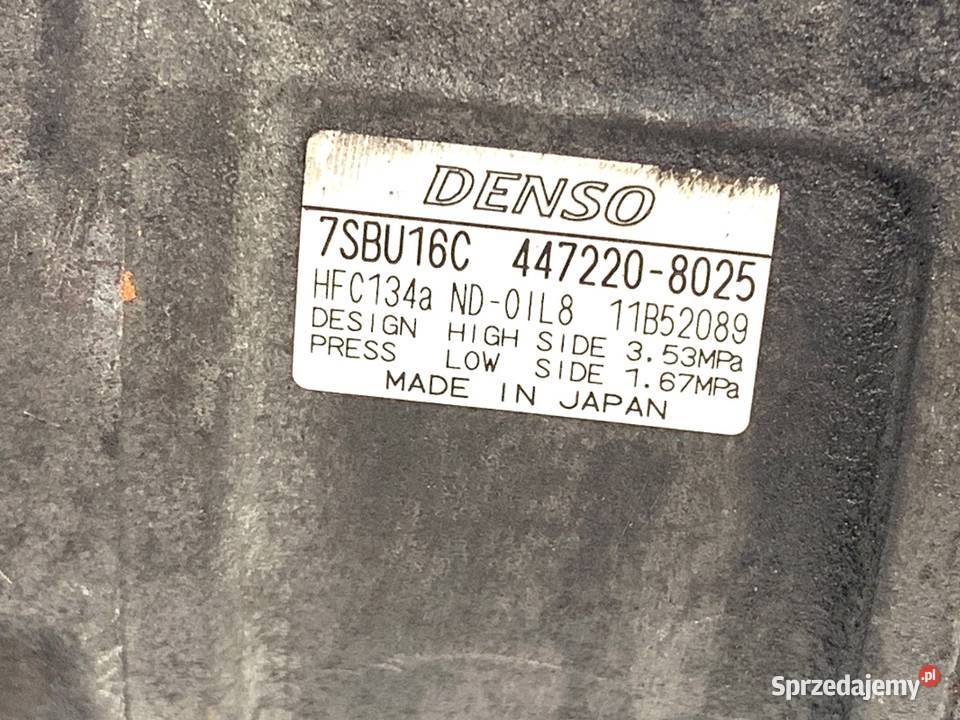 DENSO
7SBU16C 447220-8025
HFC134a ND-OIL8 11B52089
DESIGN HIGH SIDE 3.53MPa
PRESS LOW SIDE 1.67MPa
MADE IN JAPAN
Sprzedajemy.pl